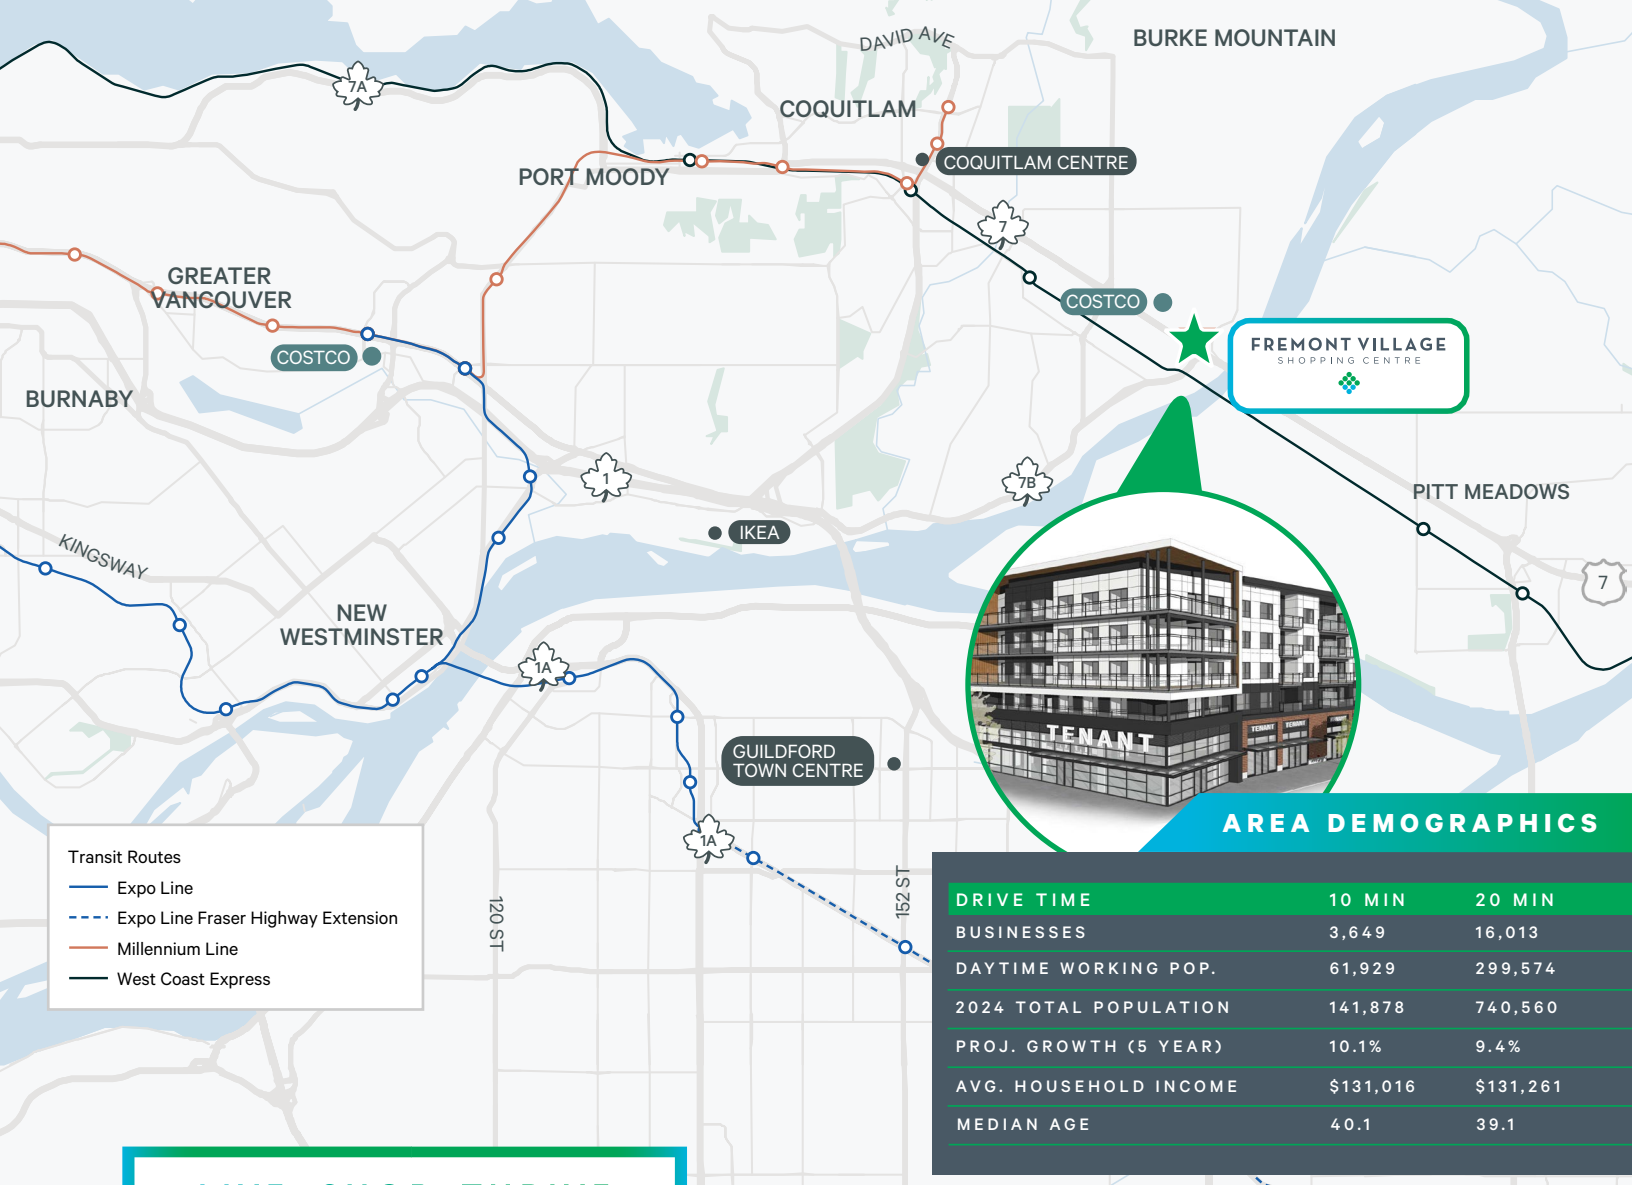 BURKE MOUNTAIN
DAVID AVE
7A
COQUITLAM
COQUITLAM CENTRE
PORT MOODY
7
GREATER
VANCOUVER
COSTCO
COSTCO
FREMONT VILLAGE
SHOPPING CENTRE
BURNABY
1
7B
PITT MEADOWS
IKEA
KINGSWAY
7
NEW
WESTMINSTER
1A
TENANT
TENANT
TENANT
GUILDFORD
TOWN CENTRE
1A
152 ST
120 ST
Transit Routes
Expo Line
Expo Line Fraser Highway Extension
Millennium Line
West Coast Express
AREA DEMOGRAPHICS
DRIVE TIME 10 MIN 20 MIN
BUSINESSES 3,649 16,013
DAYTIME WORKING POP. 61,929 299,574
2024 TOTAL POPULATION 141,878 740,560
PROJ. GROWTH (5 YEAR) 10.1% 9.4%
AVG. HOUSEHOLD INCOME $131,016 $131,261
MEDIAN AGE 40.1 39.1